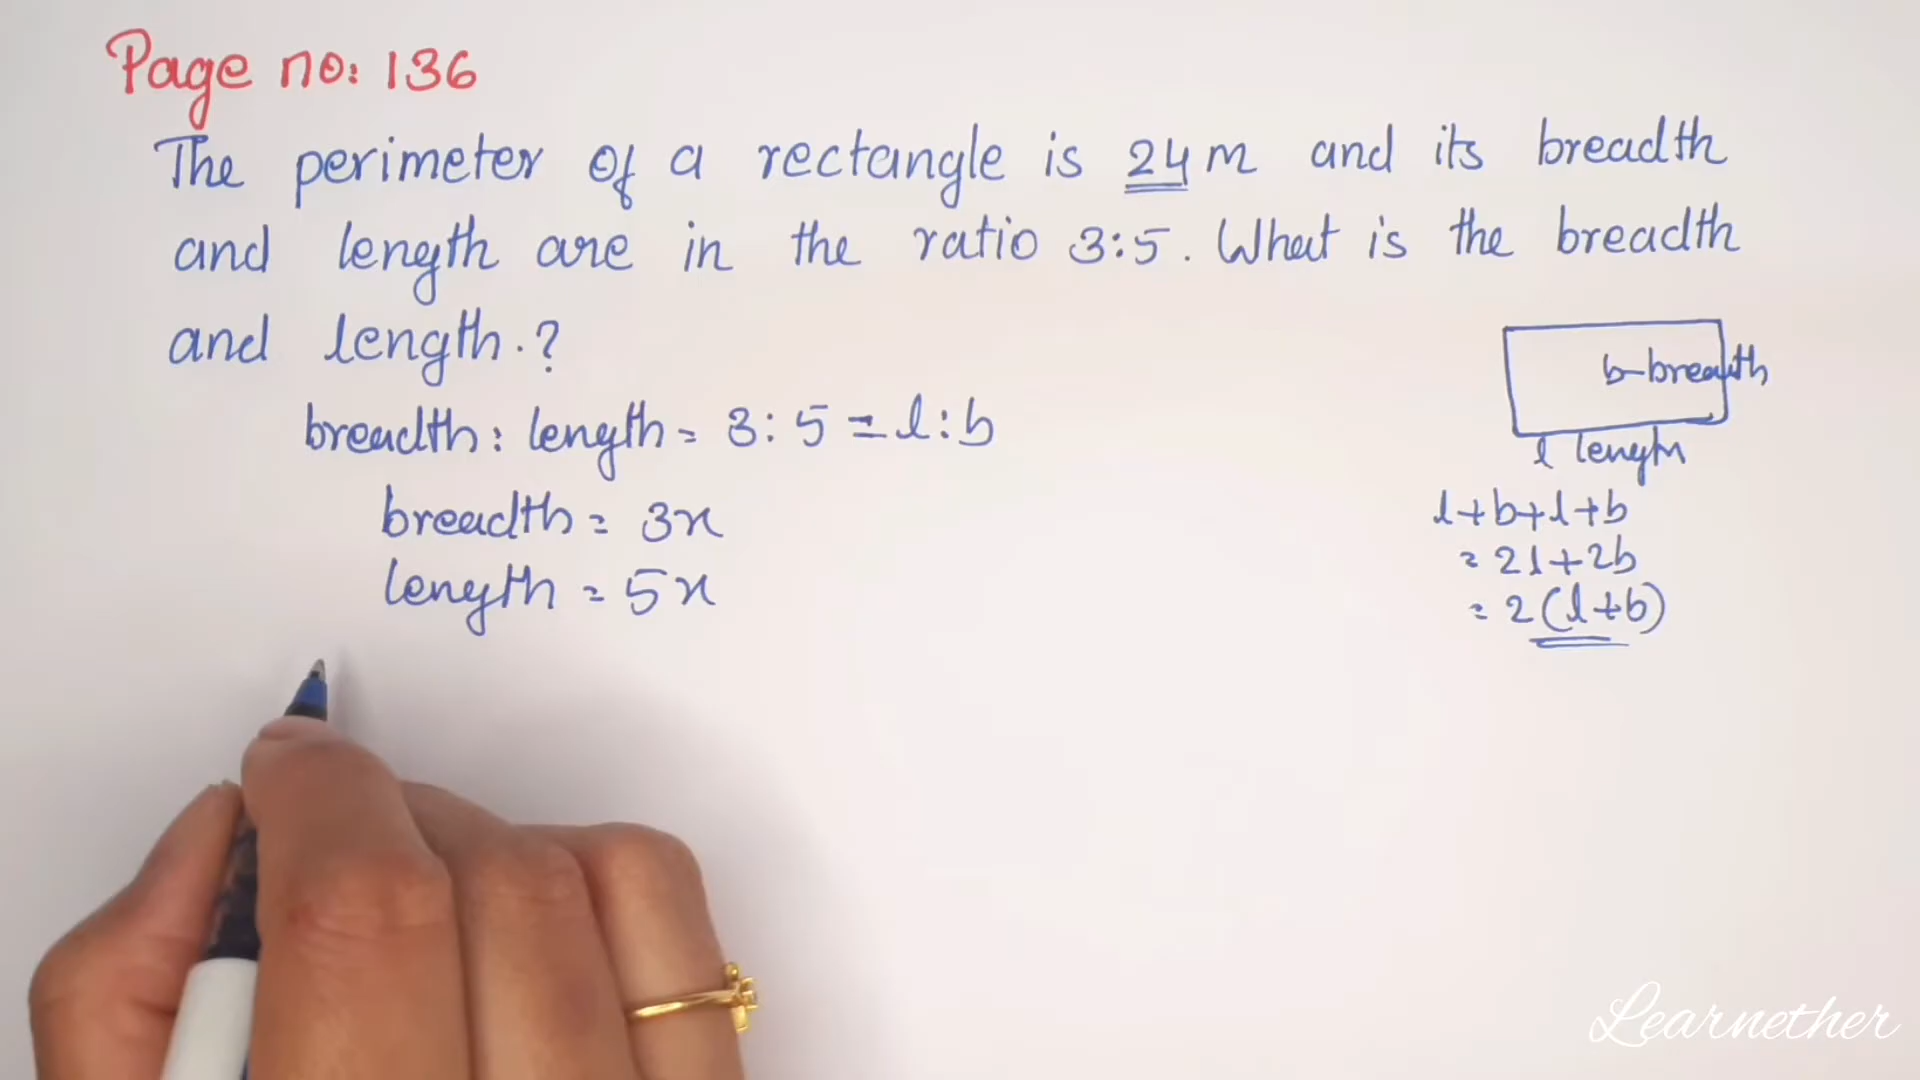 Page no: 136
The perimeter of a rectangle is 24m and its breadth
and length are in the ratio 3:5. What is the breadth
and length.?
b-breadth
l length
breadth: length = 3:5 = l:b
breadth = 3x
length = 5x
l+b+l+b
= 2l+2b
= 2(l+b)
Learnether